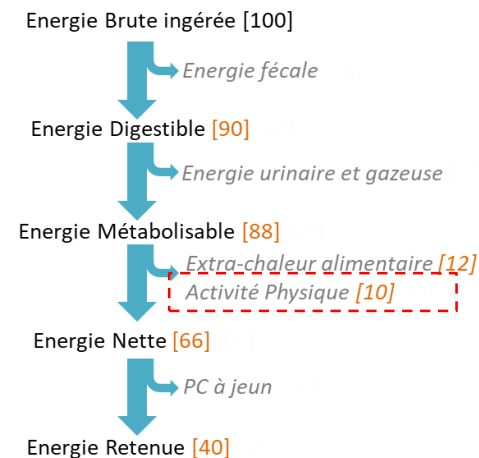 Energie Brute ingérée [100]
Energie fécale
Energie Digestible [90]
Energie urinaire et gazeuse
Energie Métabolisable [88]
Extra-chaleur alimentaire [12]
Activité Physique [10]
Energie Nette [66]
PC à jeun
Energie Retenue [40]